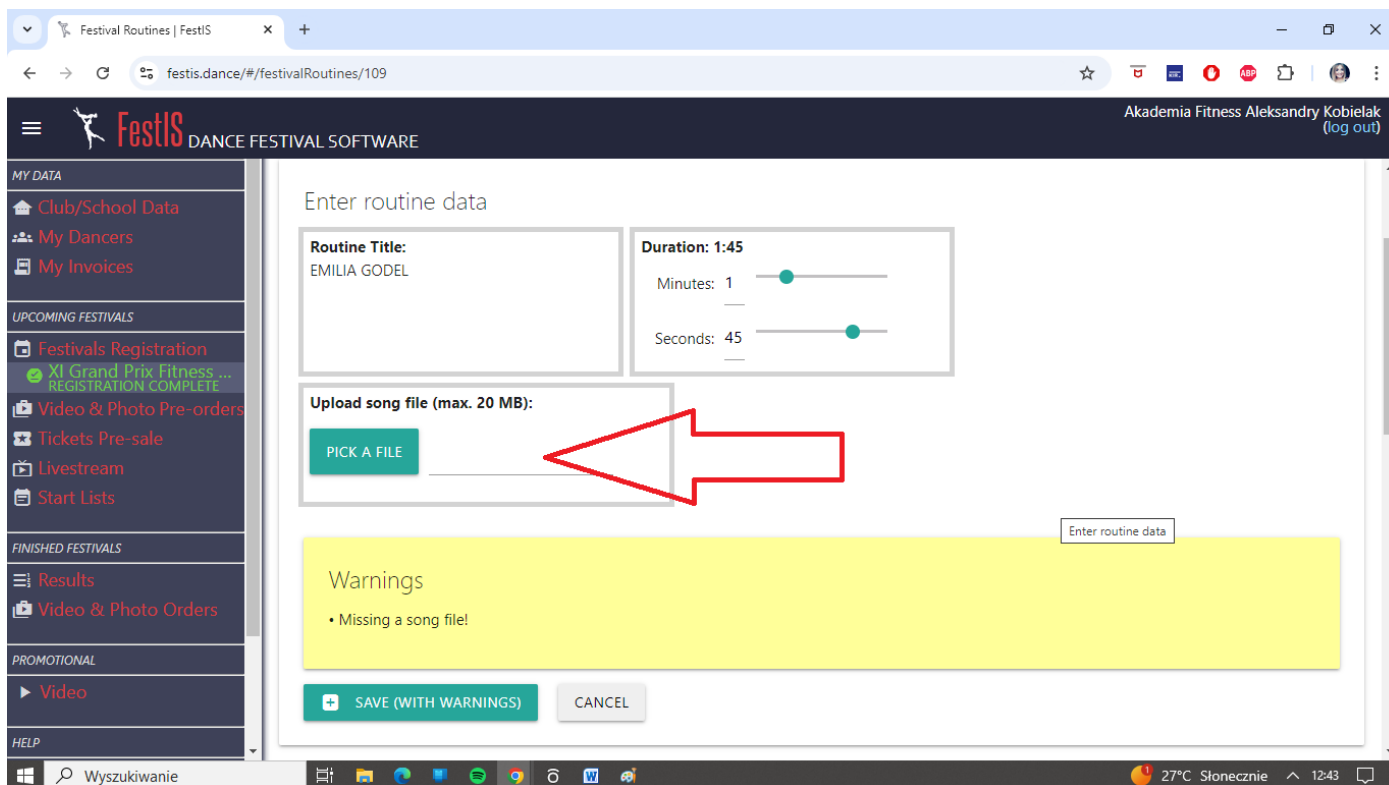 Festival Routines | FestIS
festis.dance/#/festivalRoutines/109
ABP
FestIS DANCE FESTIVAL SOFTWARE
Akademia Fitness Aleksandry Kobielak
(log out)
MY DATA
Club/School Data
My Dancers
My Invoices
UPCOMING FESTIVALS
Festivals Registration
XI Grand Prix Fitness ...
REGISTRATION COMPLETE
Video & Photo Pre-orders
Tickets Pre-sale
Livestream
Start Lists
FINISHED FESTIVALS
Results
Video & Photo Orders
PROMOTIONAL
Video
HELP
Enter routine data
Routine Title:
EMILIA GODEL
Duration: 1:45
Minutes: 1
Seconds: 45
Upload song file (max. 20 MB):
PICK A FILE
Enter routine data
Warnings
• Missing a song file!
SAVE (WITH WARNINGS)
CANCEL
Wyszukiwanie
27°C Słonecznie
12:43